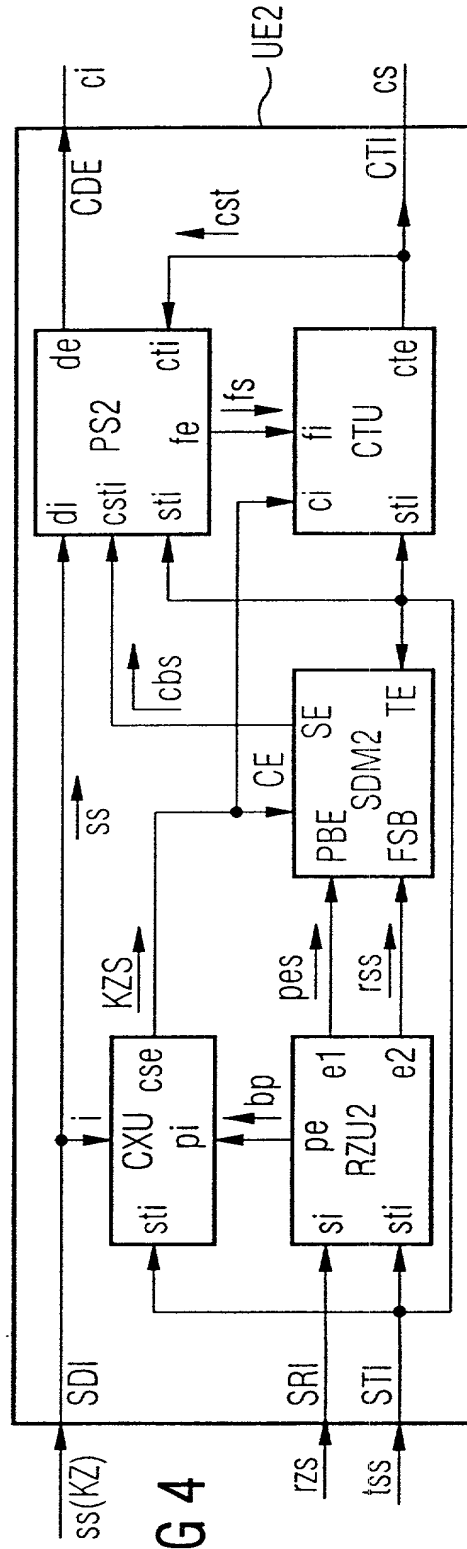 G 4
UE2
ss(KZ)
SDI
ss
i
CXU
sti
cse
pi
KZS
bp
rzs
SRI
tss
STI
si
sti
pe
RZU2
e1
e2
pes
rss
CE
PBE
SE
SDM2
FSB
TE
cbs
di
csti
sti
PS2
de
cti
fe
fs
cst
ci
fi
CTU
sti
cte
CDE
ci
CTI
cs